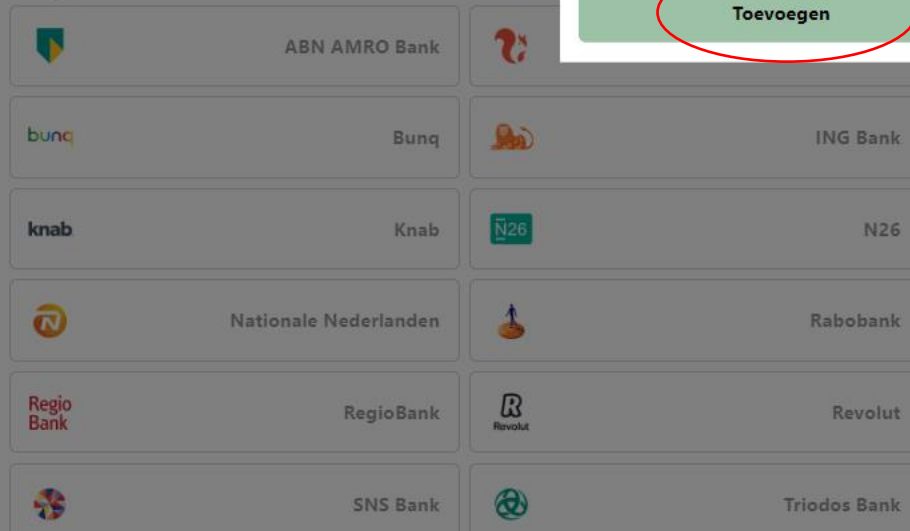 Toevoegen
ABN AMRO Bank
bunq Bunq
ING Bank
knab Knab
N26 N26
Nationale Nederlanden
Rabobank
Regio Bank RegioBank
Revolut Revolut
SNS Bank
Triodos Bank